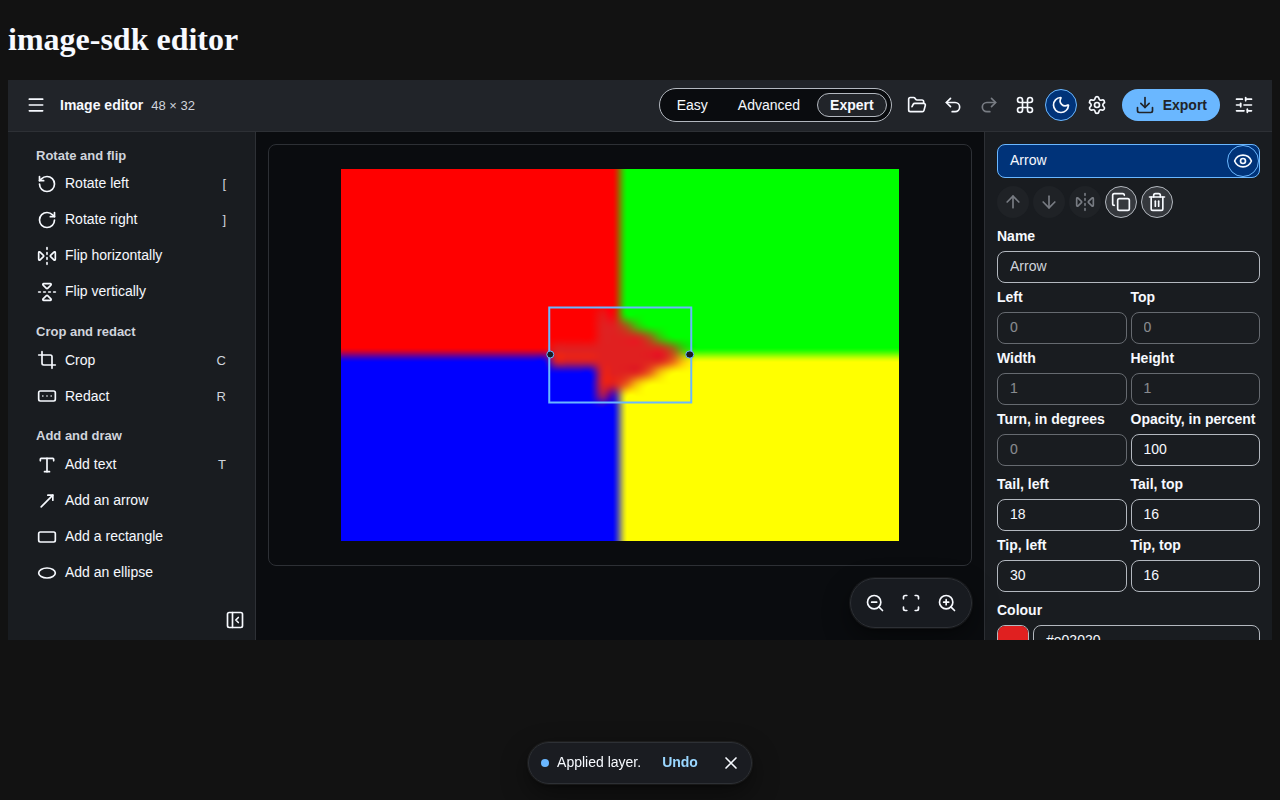 image-sdk editor
Image editor 48 × 32
Easy Advanced Expert
Export
Rotate and flip
Rotate left [
Rotate right ]
Flip horizontally
Flip vertically
Crop and redact
Crop C
Redact R
Add and draw
Add text T
Add an arrow
Add a rectangle
Add an ellipse
Arrow
Name
Arrow
Left Top
0 0
Width Height
1 1
Turn, in degrees Opacity, in percent
0 100
Tail, left Tail, top
18 16
Tip, left Tip, top
30 16
Colour
#e02020
Applied layer. Undo